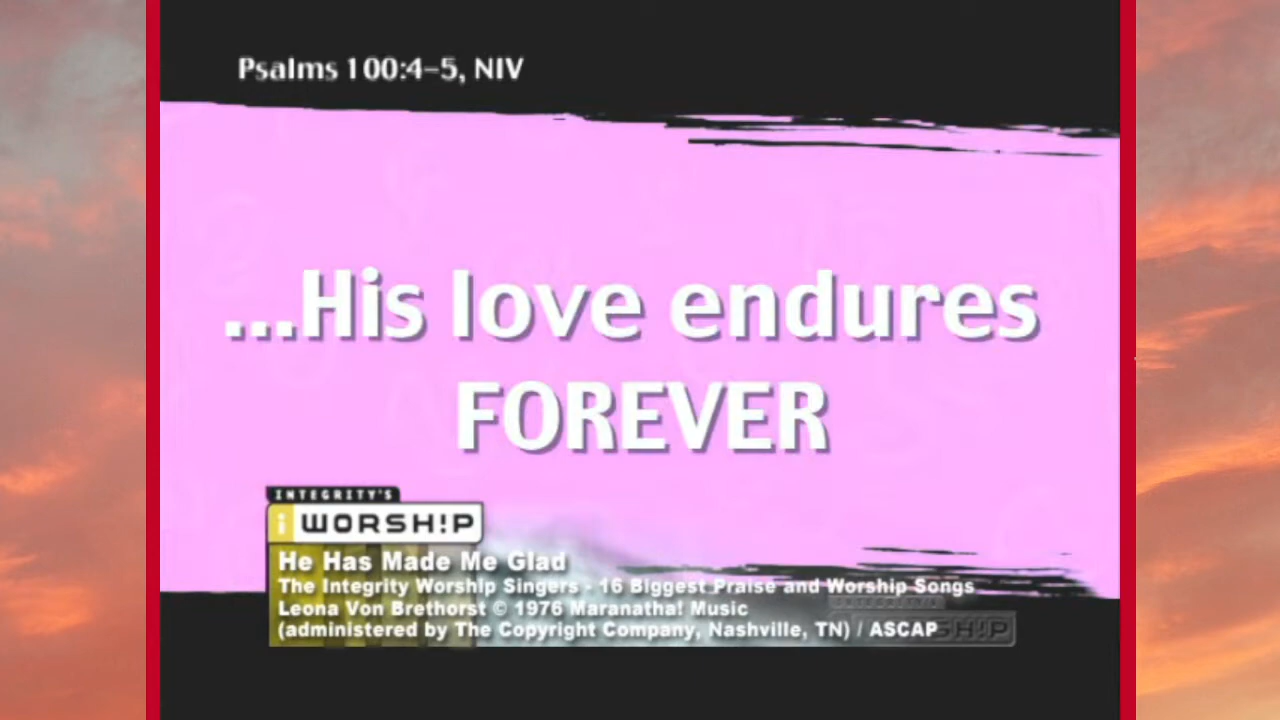 Psalms 100:4-5, NIV
...His love endures
FOREVER
INTEGRITY'S
i WORSH!P
He Has Made Me Glad
The Integrity Worship Singers - 16 Biggest Praise and Worship Songs
Leona Von Brethorst © 1976 Maranatha! Music
(administered by The Copyright Company, Nashville, TN) / ASCAP
SH!P